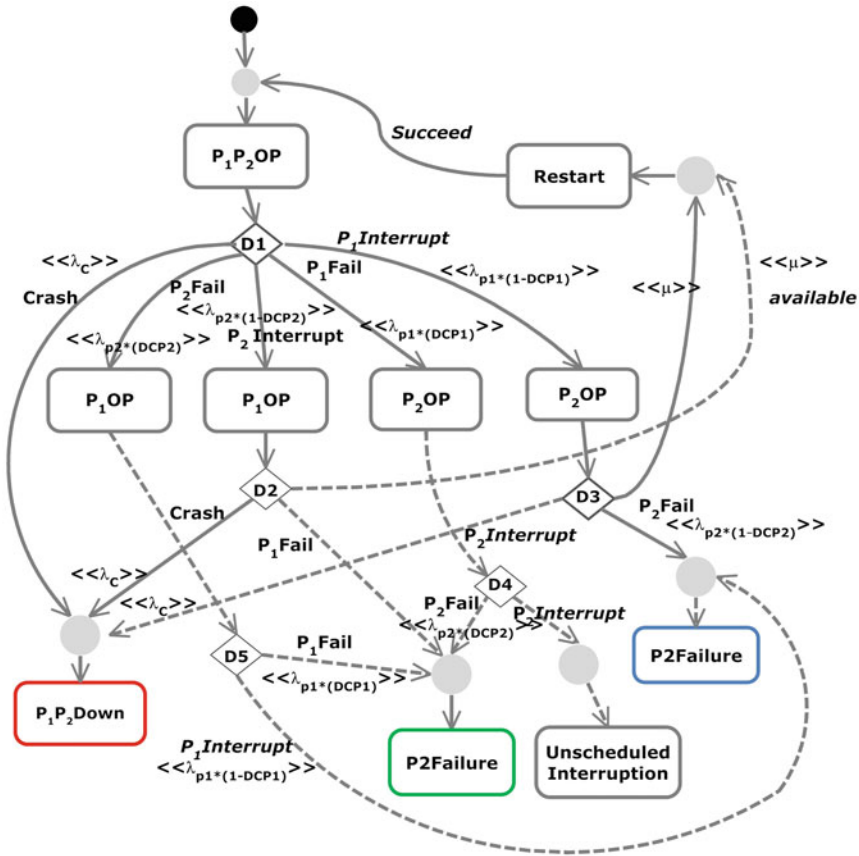 Succeed
P₁P₂OP
Restart
D1
P₁Interrupt
<<λC>>
P₁Fail
<<λp1*(1-DCP1)>>
<<μ>>
<<μ>>
Crash
P₂Fail
available
<<λp2*(1-DCP2)>>
<<λp1*(DCP1)>>
<<λp2*(DCP2)>>
P₂ Interrupt
P₁OP
P₁OP
P₂OP
P₂OP
D2
D3
Crash
P₂Fail
P₁Fail
P₂Interrupt
<<λp2*(1-DCP2)>>
<<λC>>
D4
<<λC>>
P₂Fail
P₂Interrupt
<<λp2*(DCP2)>>
P₁Fail
D5
P2Failure
<<λp1*(DCP1)>>
P₁P₂Down
P₁Interrupt
<<λp1*(1-DCP1)>>
P2Failure
Unscheduled
Interruption